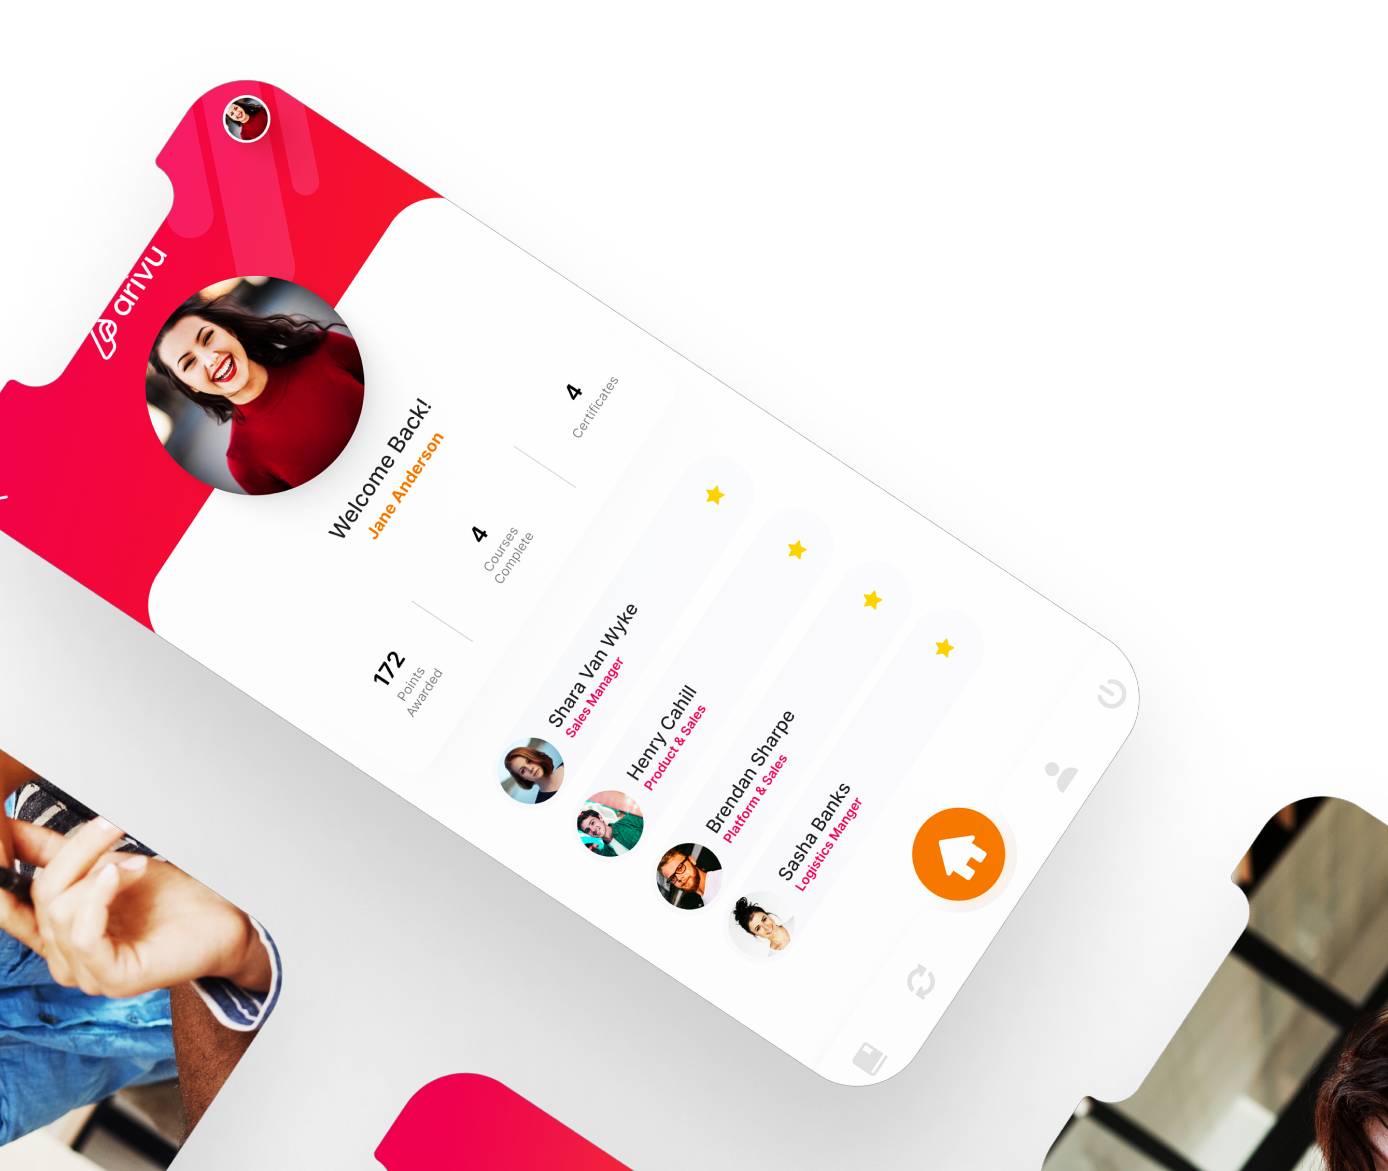 arivu
Welcome Back!
Jane Anderson
172
Points
Awarded
4
Courses
Complete
4
Certificates
Shara Van Wyke
Sales Manager
Henry Cahill
Product & Sales
Brendan Sharpe
Platform & Sales
Sasha Banks
Logistics Manger